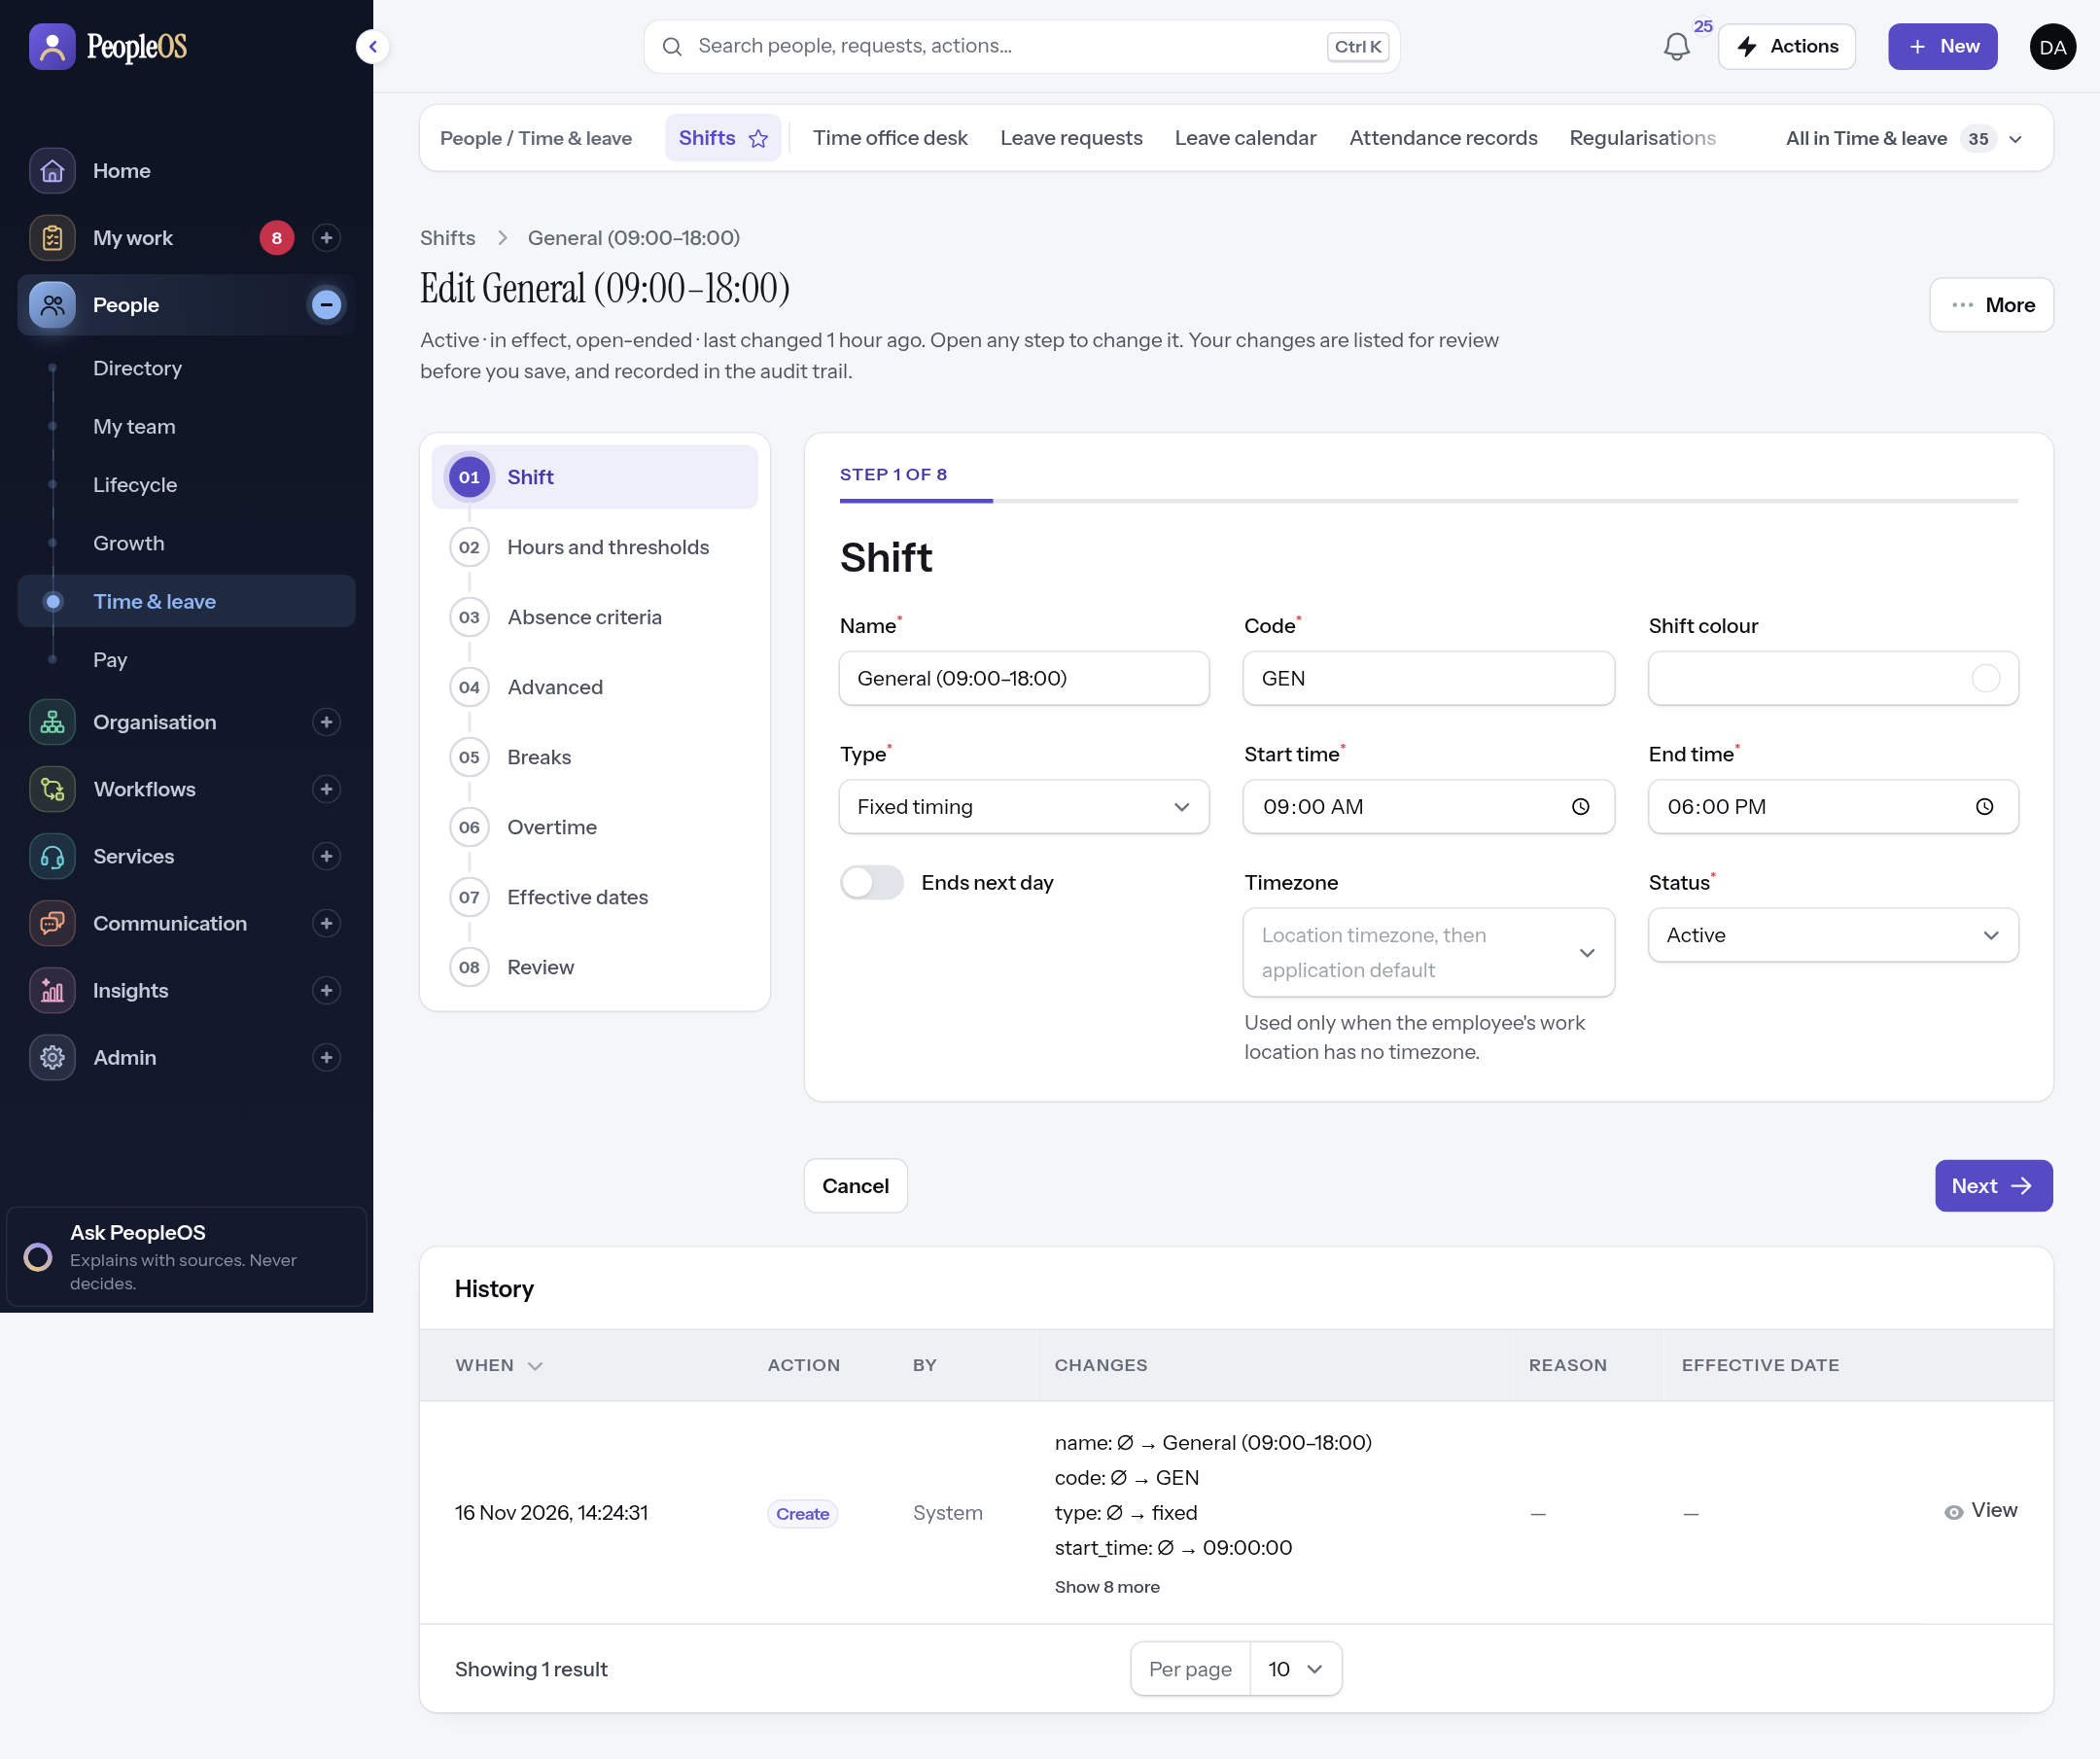 PeopleOS
Search people, requests, actions...
Ctrl K
25
Actions
New
DA
Home
My work
8
People
Directory
My team
Lifecycle
Growth
Time & leave
Pay
Organisation
Workflows
Services
Communication
Insights
Admin
Ask PeopleOS
Explains with sources. Never
decides.
People / Time & leave
Shifts
Time office desk
Leave requests
Leave calendar
Attendance records
Regularisations
All in Time & leave
35
Shifts
General (09:00–18:00)
Edit General (09:00–18:00)
Active · in effect, open-ended · last changed 1 hour ago. Open any step to change it. Your changes are listed for review
before you save, and recorded in the audit trail.
More
01 Shift
02 Hours and thresholds
03 Absence criteria
04 Advanced
05 Breaks
06 Overtime
07 Effective dates
08 Review
STEP 1 OF 8
Shift
Name*
Code*
Shift colour
General (09:00–18:00)
GEN
Type*
Start time*
End time*
Fixed timing
09:00 AM
06:00 PM
Ends next day
Timezone
Status*
Location timezone, then
application default
Active
Used only when the employee's work
location has no timezone.
Cancel
Next
History
WHEN
ACTION
BY
CHANGES
REASON
EFFECTIVE DATE
16 Nov 2026, 14:24:31
Create
System
name: ∅ → General (09:00–18:00)
code: ∅ → GEN
type: ∅ → fixed
start_time: ∅ → 09:00:00
Show 8 more
—
—
View
Showing 1 result
Per page
10